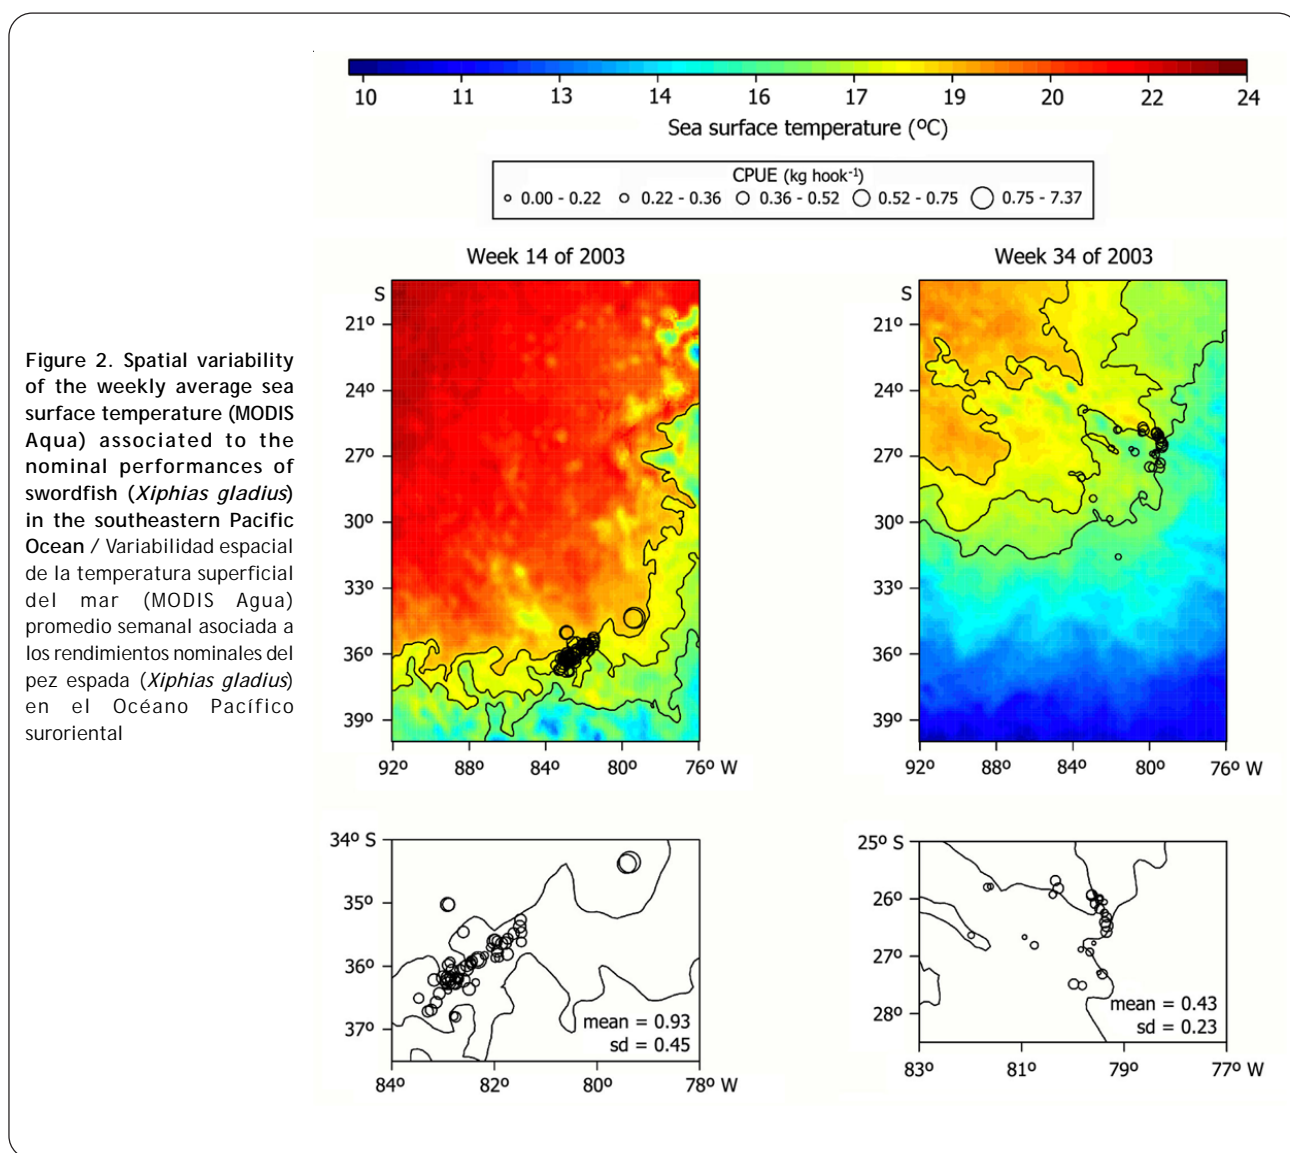 10 11 13 14 16 17 19 20 22 24
Sea surface temperature (ºC)
CPUE (kg hook-1)
0.00 - 0.22 0.22 - 0.36 0.36 - 0.52 0.52 - 0.75 0.75 - 7.37
Week 14 of 2003
S
21º
24º
27º
30º
33º
36º
39º
92º 88º 84º 80º 76º W
Week 34 of 2003
S
21º
24º
27º
30º
33º
36º
39º
92º 88º 84º 80º 76º W
Figure 2. Spatial variability
of the weekly average sea
surface temperature (MODIS
Aqua) associated to the
nominal performances of
swordfish (Xiphias gladius)
in the southeastern Pacific
Ocean / Variabilidad espacial
de la temperatura superficial
del mar (MODIS Agua)
promedio semanal asociada a
los rendimientos nominales del
pez espada (Xiphias gladius)
en el Océano Pacífico
suroriental
34º S
35º
36º
37º
mean = 0.93
sd = 0.45
84º 82º 80º 78º W
25º S
26º
27º
28º
mean = 0.43
sd = 0.23
83º 81º 79º 77º W